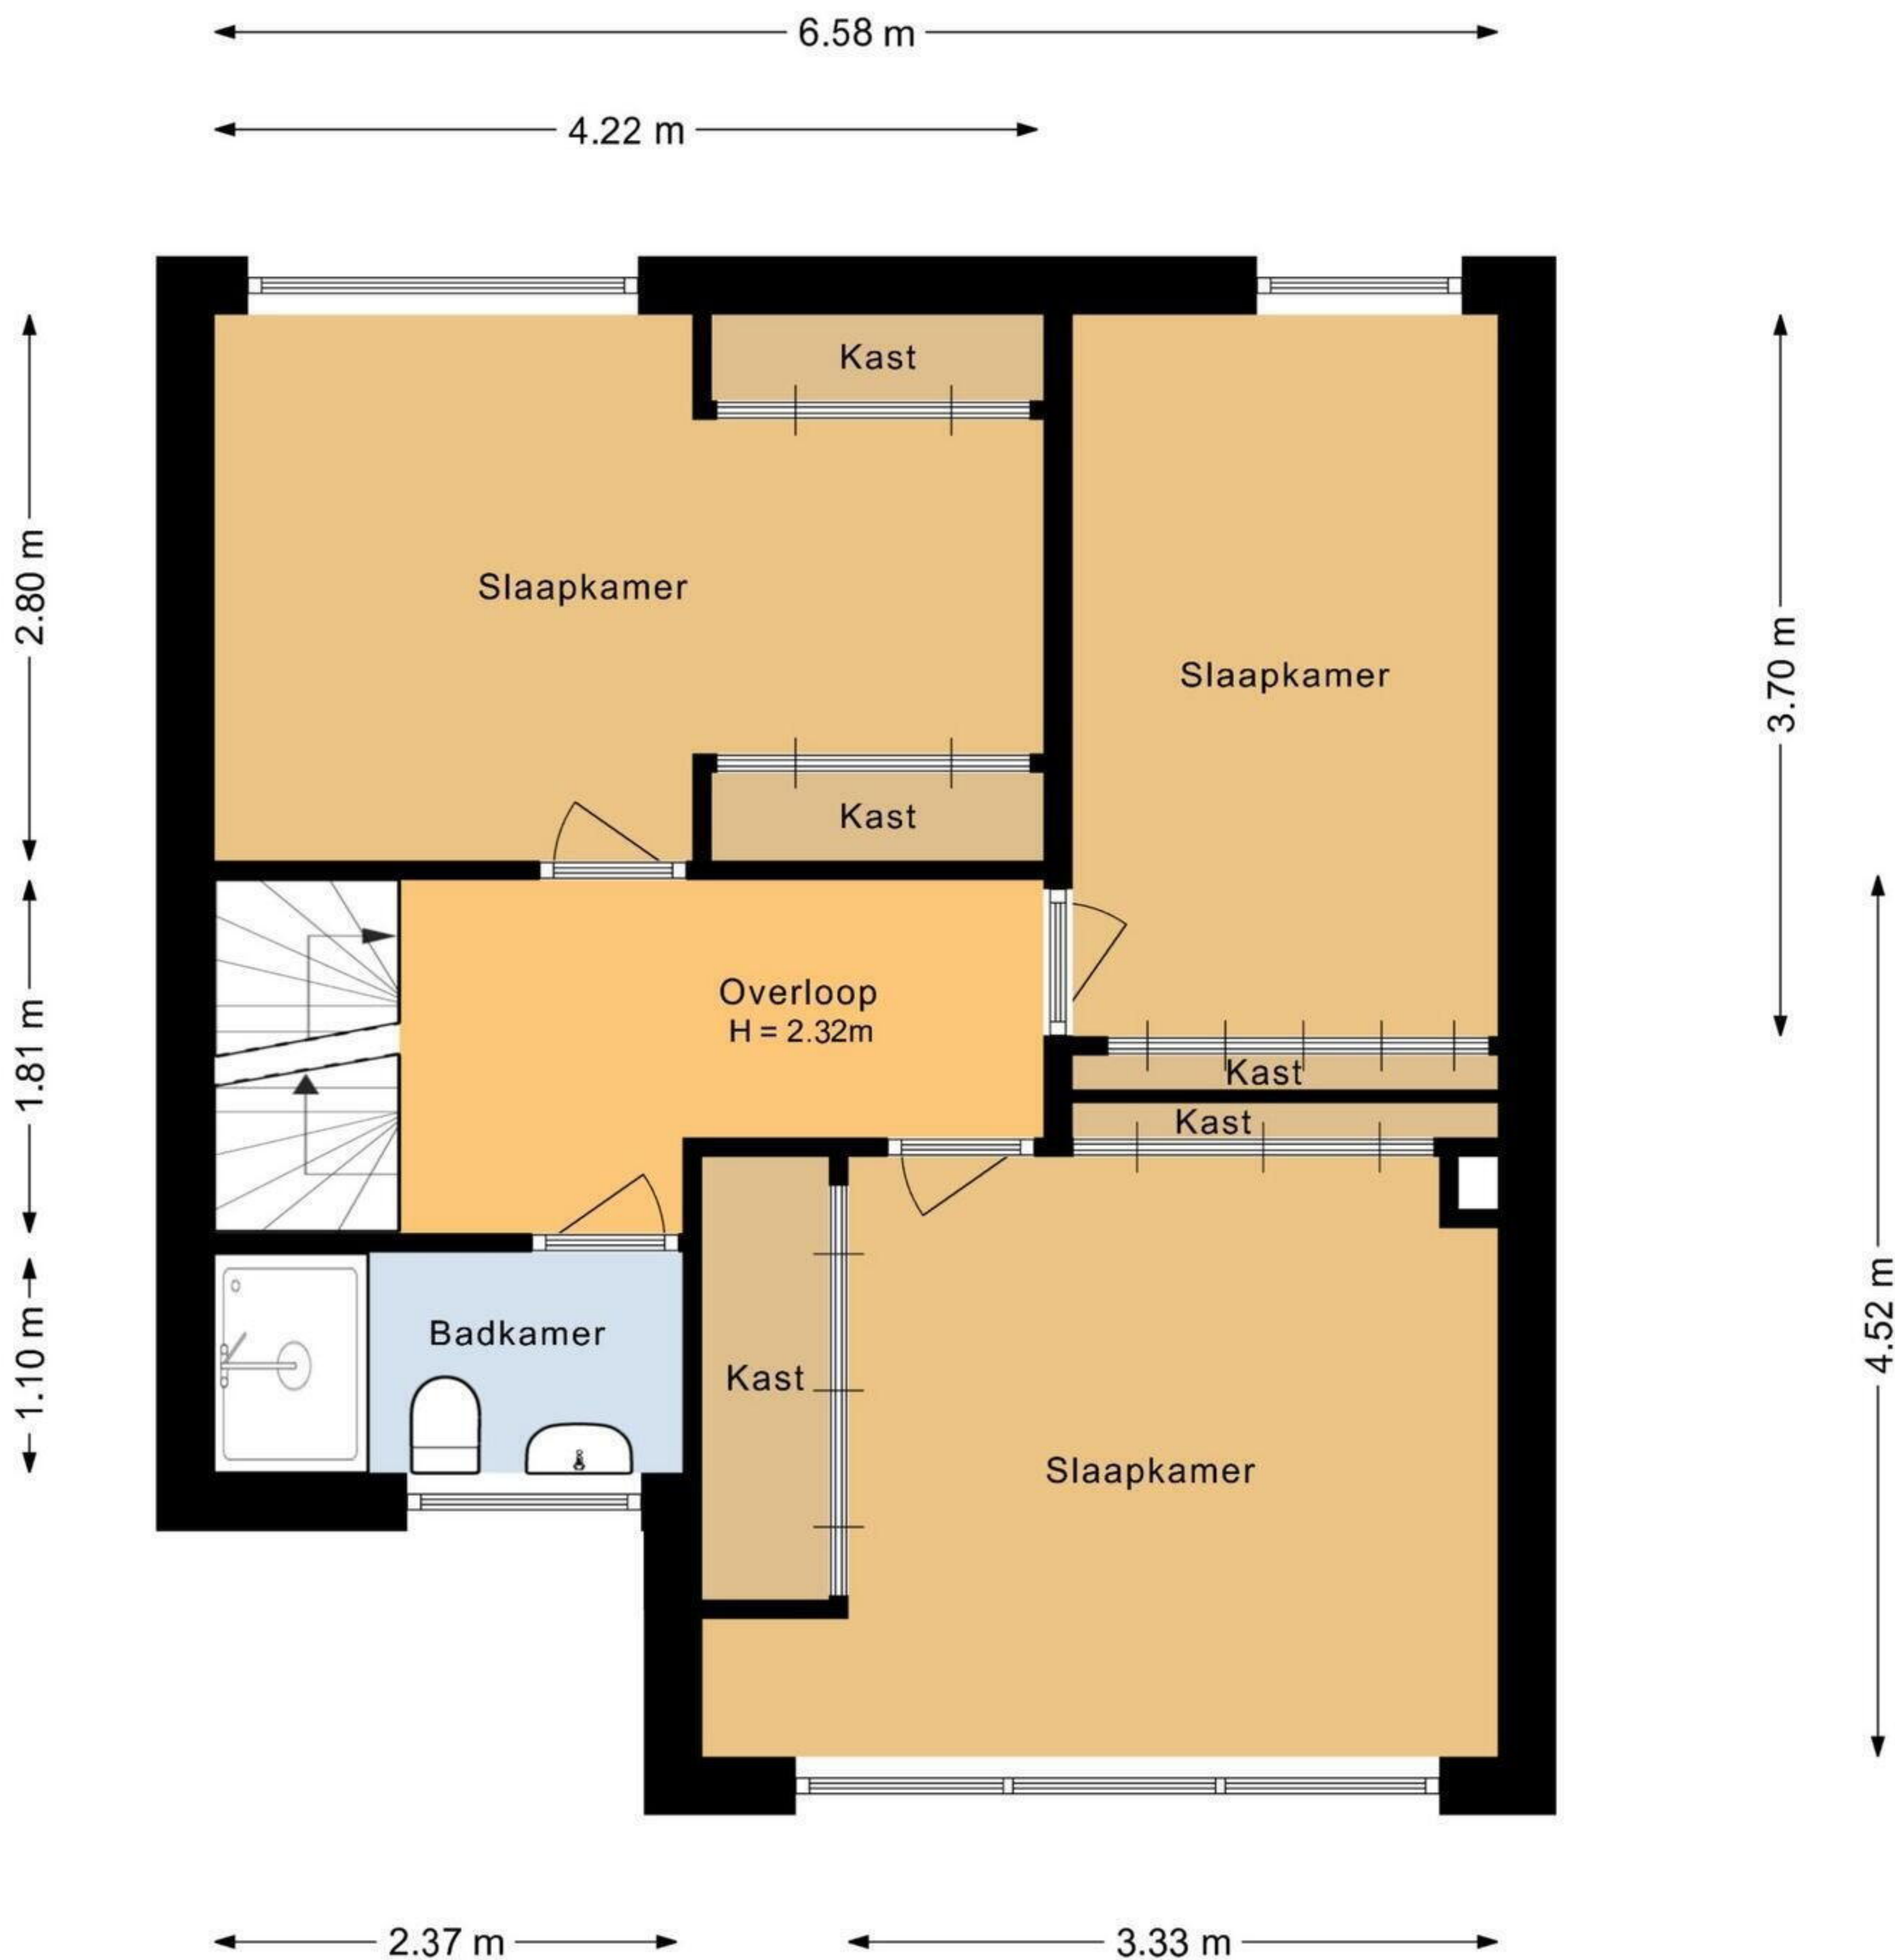 6.58 m
4.22 m
Kast
2.80 m
Slaapkamer
Slaapkamer
3.70 m
Kast
Overloop
H = 2.32m
1.81 m
Kast
Kast
1.10 m
Badkamer
Kast
4.52 m
Slaapkamer
2.37 m
3.33 m